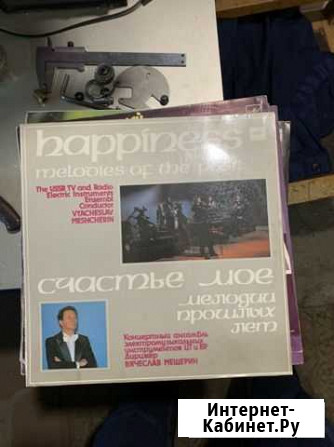 happiness
melodies of the past
The USSR TV and Radio
Electric Instruments
Ensembl
Conductor
VYACHESLAV
MESHCHERIN
счастье мое
...мелодии
прошлых
лет
Концертный ансамбль
электромузыкальных
инструментов ЦТ и ВР
Дирижер
ВЯЧЕСЛАВ МЕЩЕРИН
Интернет-
Кабинет.Ру